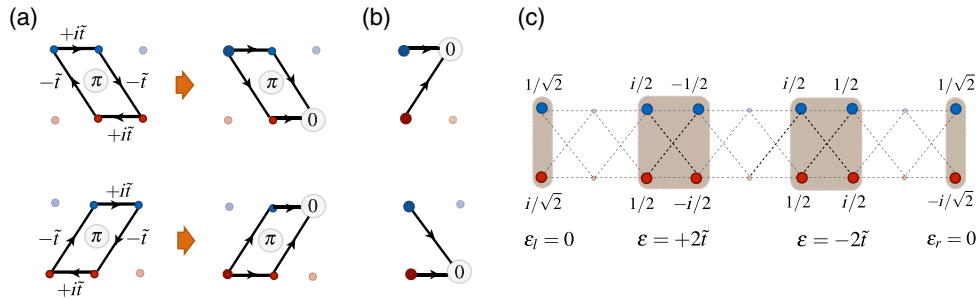 (a)
(b)
(c)
+it̃
−t̃
π
−t̃
+it̃
π
0
0
1/√2
i/2
−1/2
i/2
1/2
1/√2
i/√2
1/2
−i/2
1/2
i/2
−i/√2
ε_l = 0
ε = +2t̃
ε = −2t̃
ε_r = 0
+it̃
−t̃
π
−t̃
+it̃
0
π
0